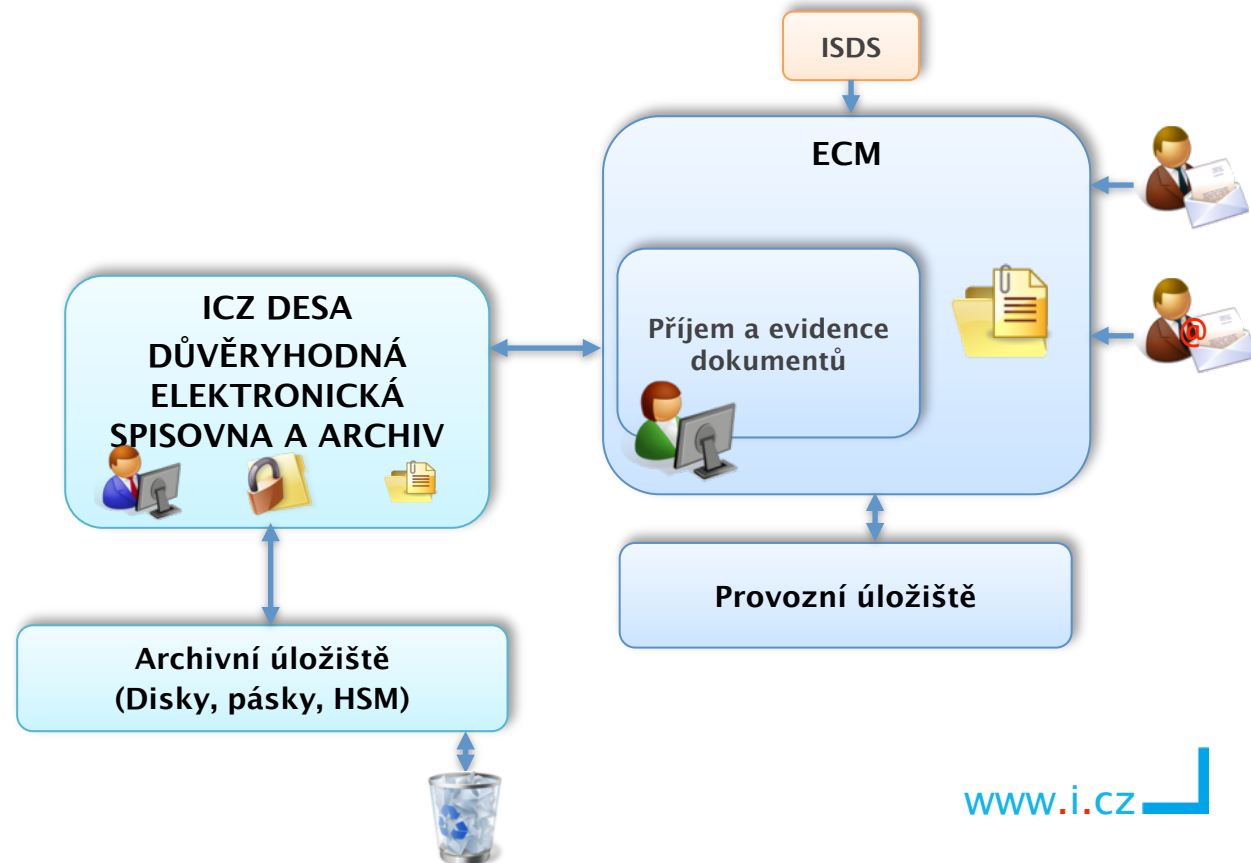 ISDS
ECM
Příjem a evidence
dokumentů
@
ICZ DESA
DŮVĚRYHODNÁ
ELEKTRONICKÁ
SPISOVNA A ARCHIV
Provozní úložiště
Archivní úložiště
(Disky, pásky, HSM)
www.i.cz